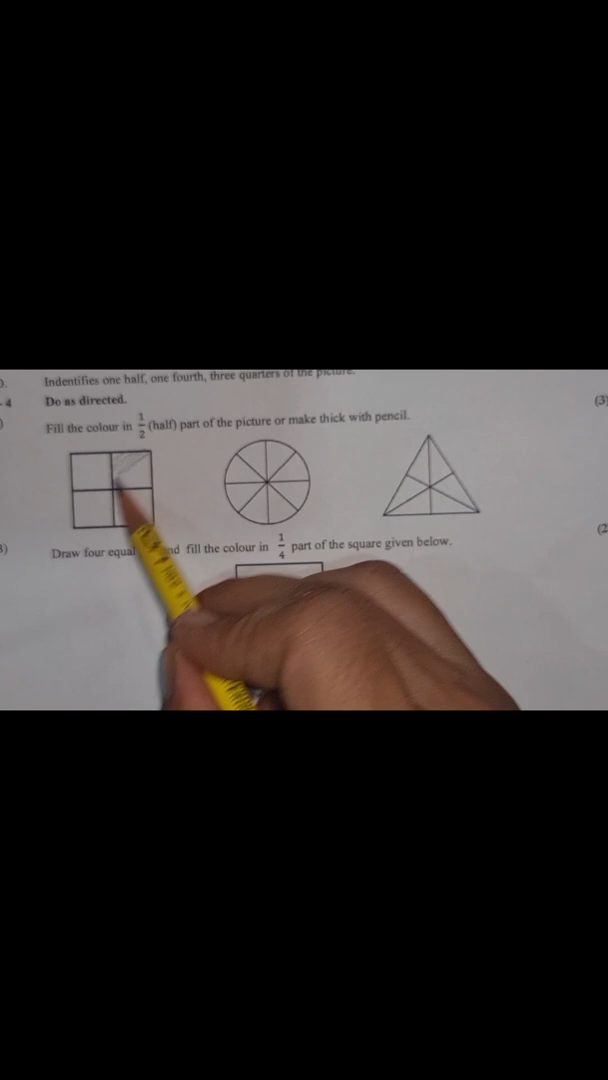 Indentifies one half, one fourth, three quarters of the picture.
4 Do as directed. (3)
Fill the colour in 1/2 (half) part of the picture or make thick with pencil.
Draw four equal fill the colour in 1/4 part of the square given below. (2